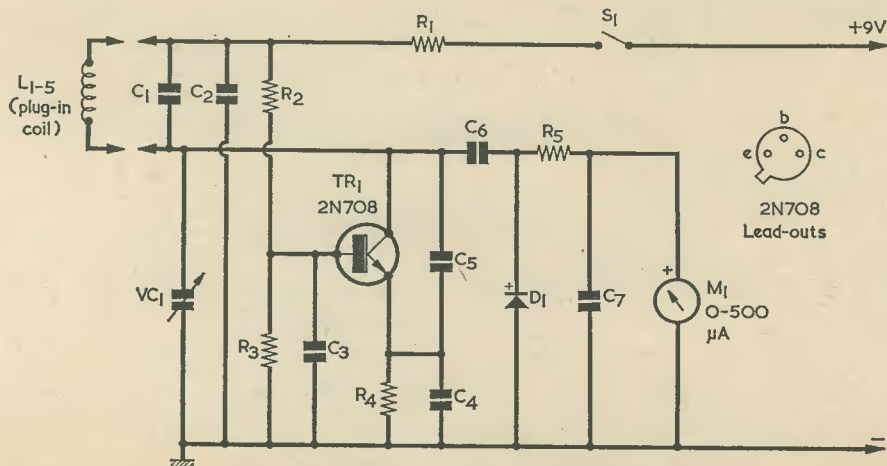 R1
S1
+9V
L1-5
(plug-in
coil)
C1
C2
R2
C6
R5
b
e
c
2N708
Lead-outs
TR1
2N708
C5
VC1
+
D1
C7
+
M1
0-500
µA
R3
C3
R4
C4
−